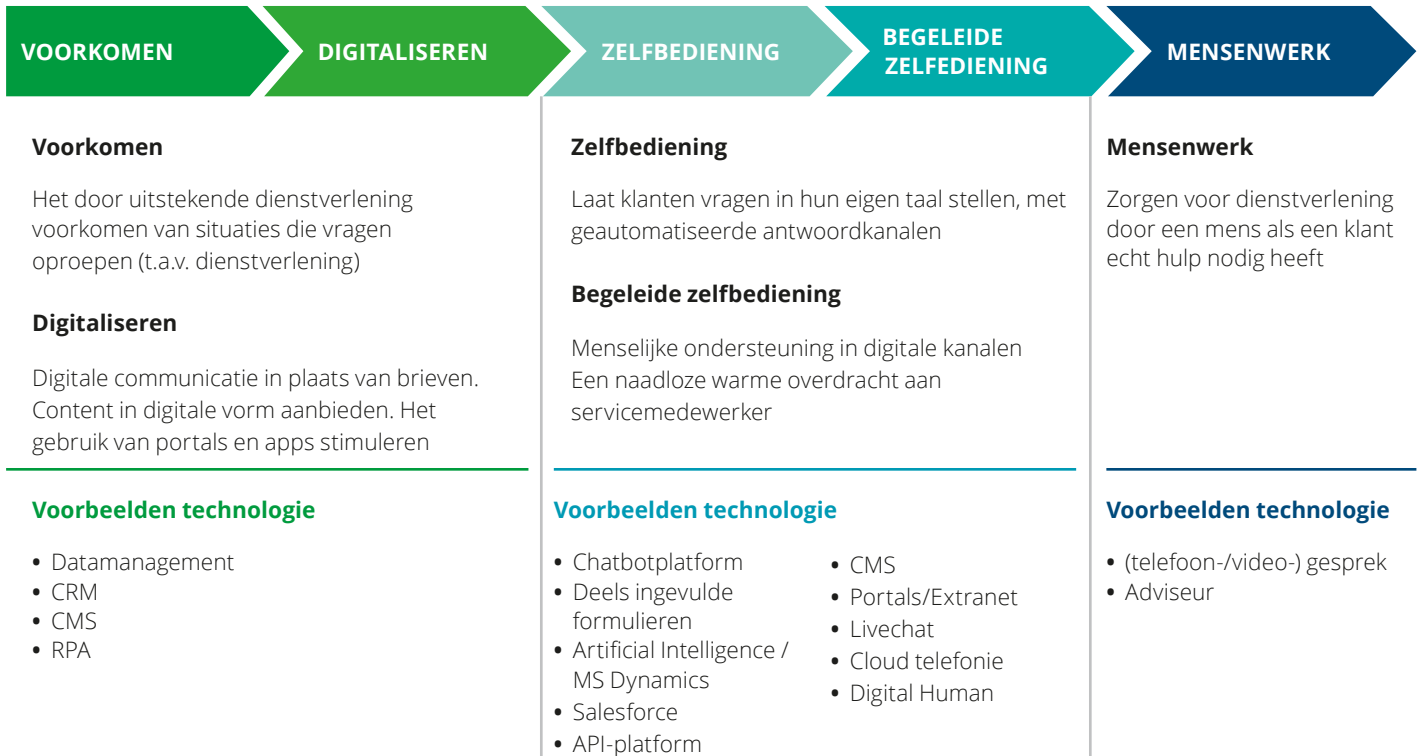 VOORKOMEN
DIGITALISEREN
ZELFBEDIENING
BEGELEIDE
ZELFEDIENING
MENSENWERK
Voorkomen
Het door uitstekende dienstverlening
voorkomen van situaties die vragen
oproepen (t.a.v. dienstverlening)
Digitaliseren
Digitale communicatie in plaats van brieven.
Content in digitale vorm aanbieden. Het
gebruik van portals en apps stimuleren
Voorbeelden technologie
• Datamanagement
• CRM
• CMS
• RPA
Zelfbediening
Laat klanten vragen in hun eigen taal stellen, met
geautomatiseerde antwoordkanalen
Begeleide zelfbediening
Menselijke ondersteuning in digitale kanalen
Een naadloze warme overdracht aan
servicemedewerker
Voorbeelden technologie
• Chatbotplatform
• Deels ingevulde
formulieren
• Artificial Intelligence /
MS Dynamics
• Salesforce
• API-platform
• CMS
• Portals/Extranet
• Livechat
• Cloud telefonie
• Digital Human
Mensenwerk
Zorgen voor dienstverlening
door een mens als een klant
echt hulp nodig heeft
Voorbeelden technologie
• (telefoon-/video-) gesprek
• Adviseur